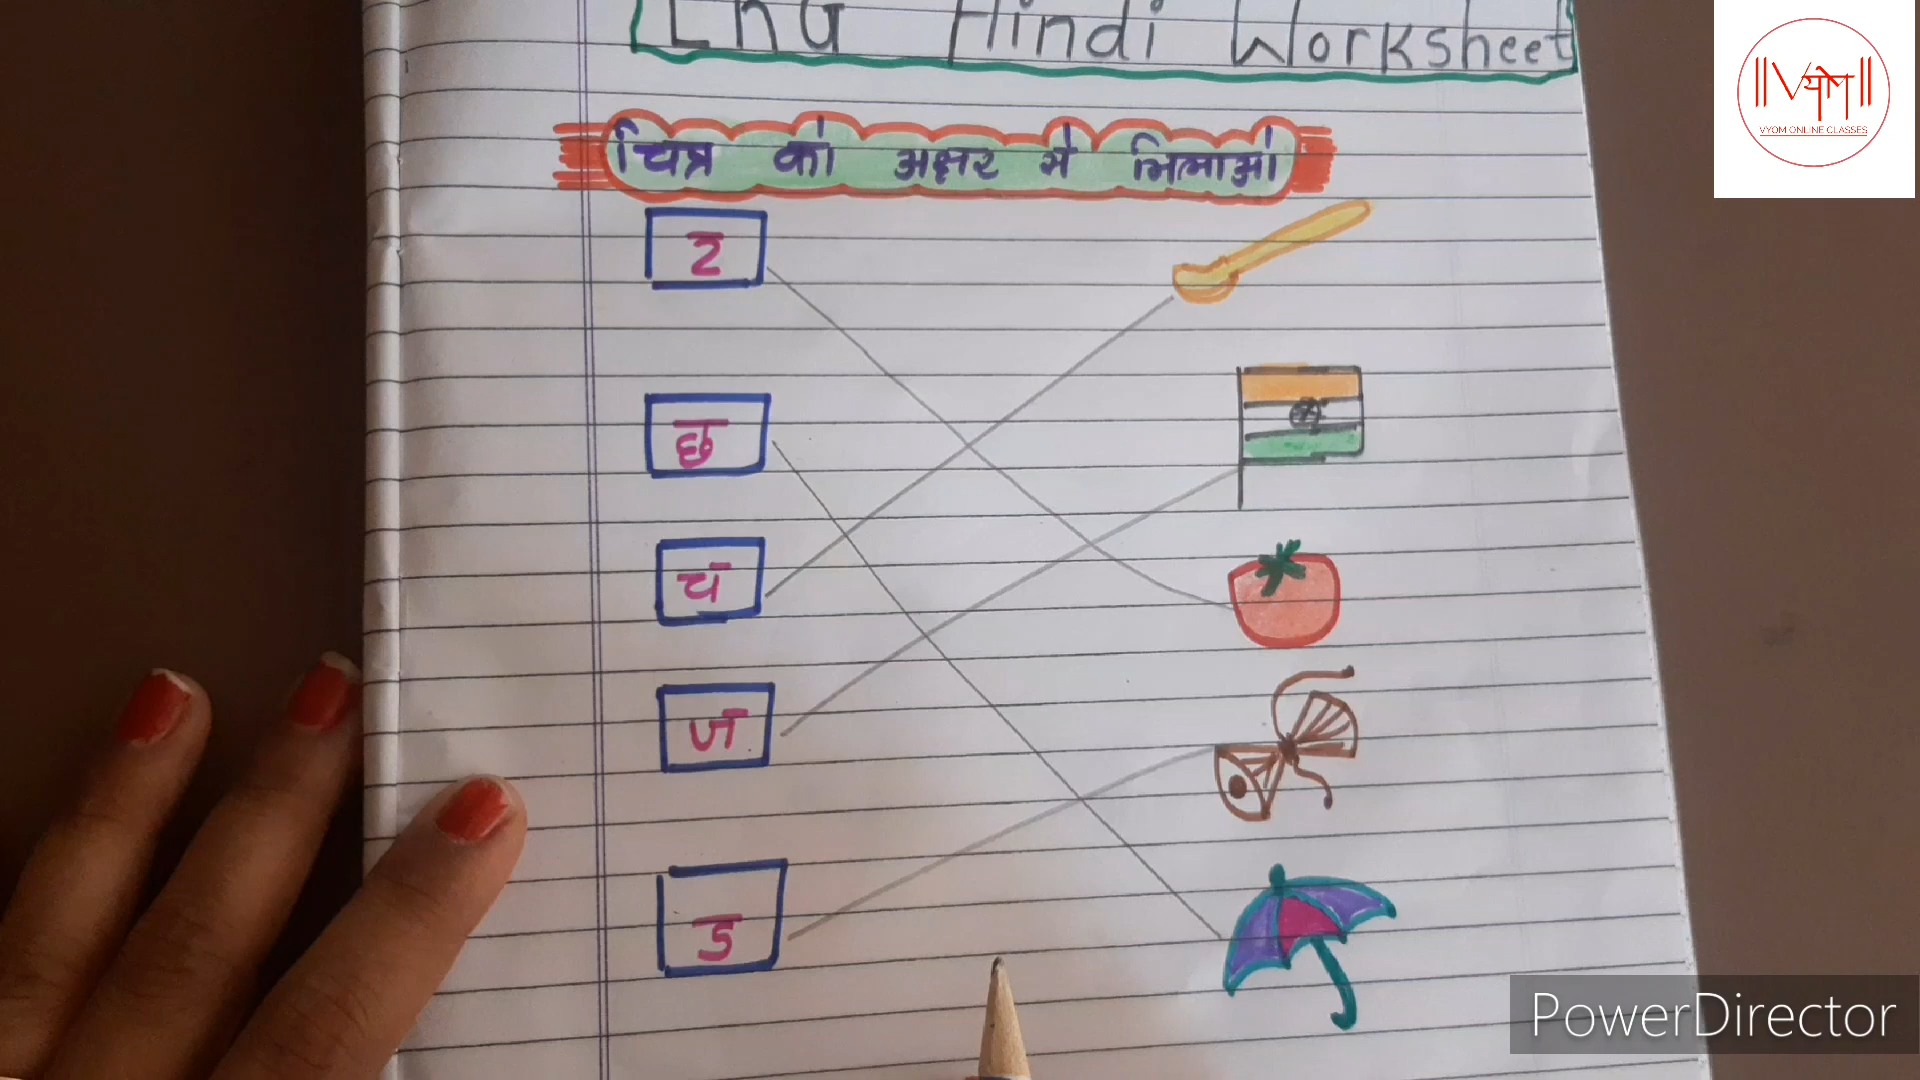 LKG Hindi Worksheet
||व्योम||
VYOM ONLINE CLASSES
चित्र को अक्षर से मिलाओ
ट
छ
च
ज
ड
PowerDirector